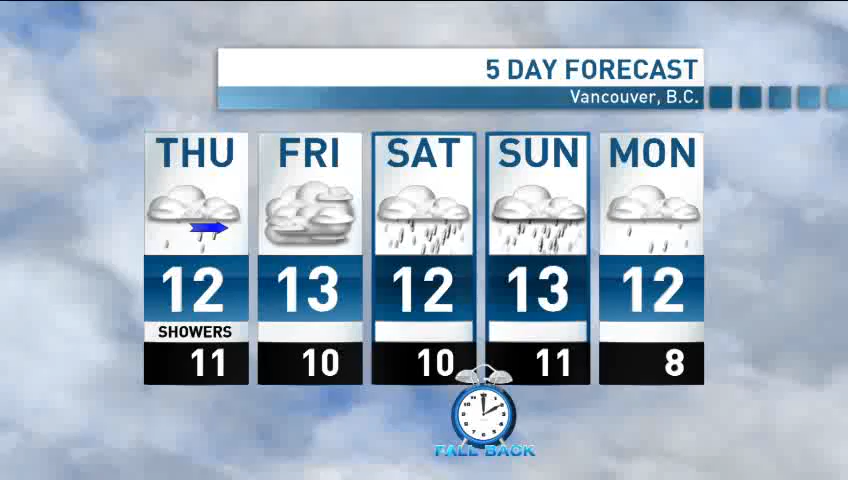 5 DAY FORECAST
Vancouver, B.C.
THU FRI SAT SUN MON
12 13 12 13 12
SHOWERS
11 10 10 11 8
FALL BACK